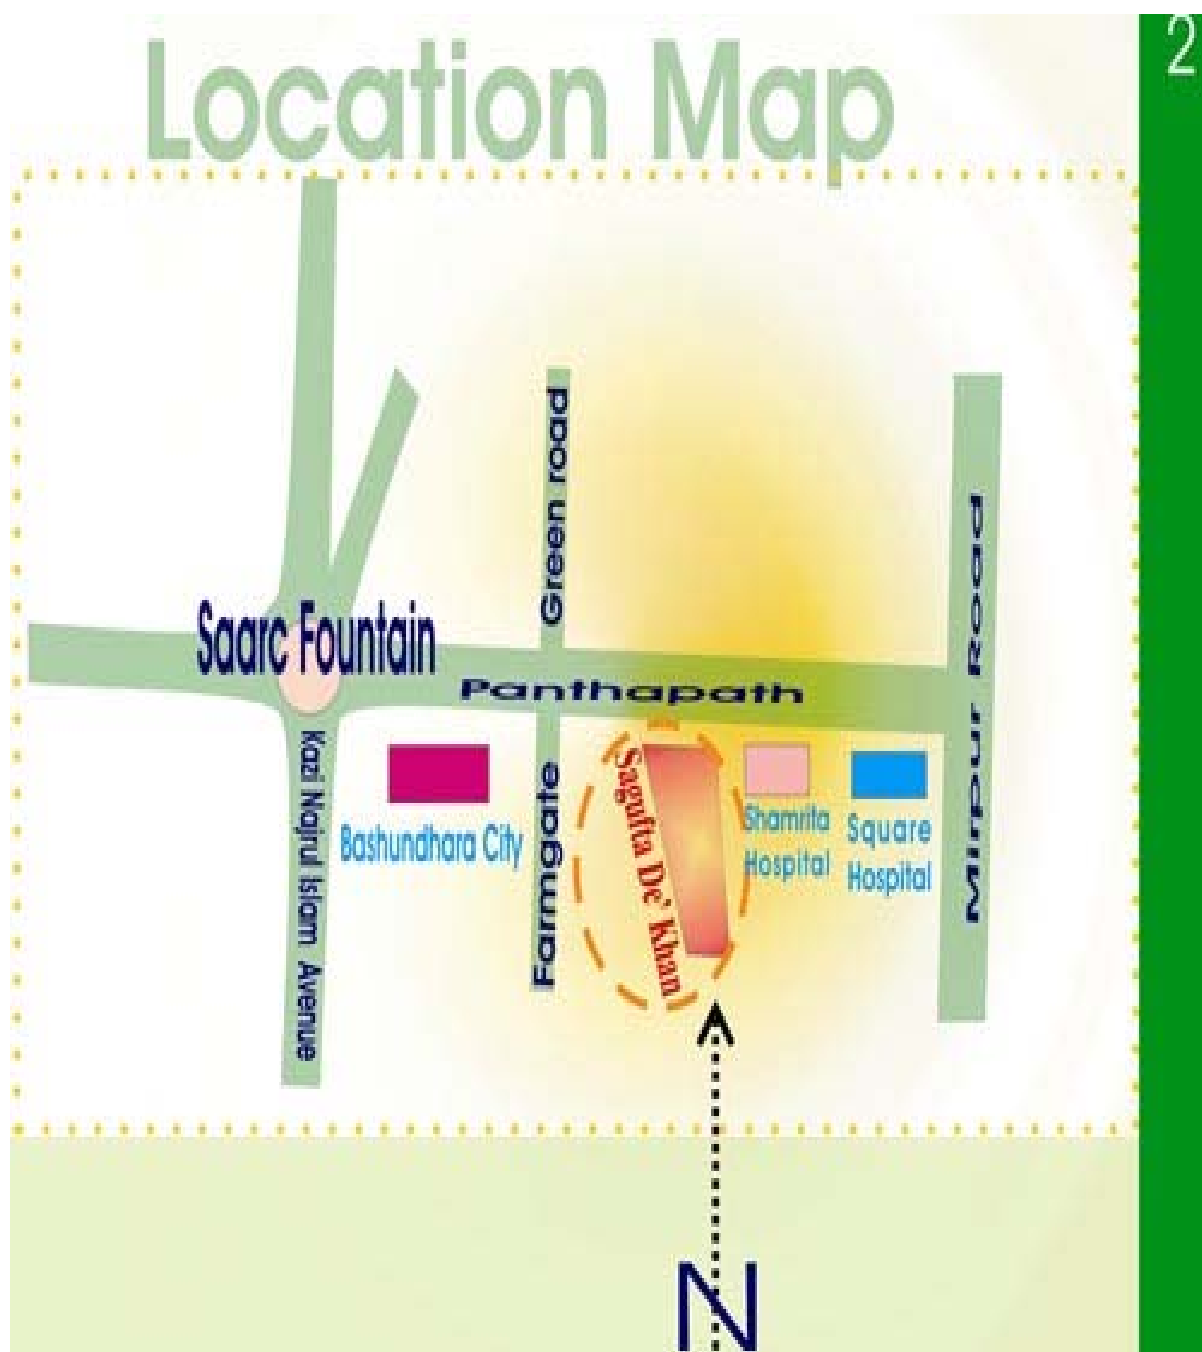 2
Location Map
Green road
Mirpur Road
Saarc Fountain
Panthapath
Kazi Najrul Islam Avenue
Bashundhara City
Farmgate
Sagufta De' Khan
Shamrita
Hospital
Square
Hospital
N